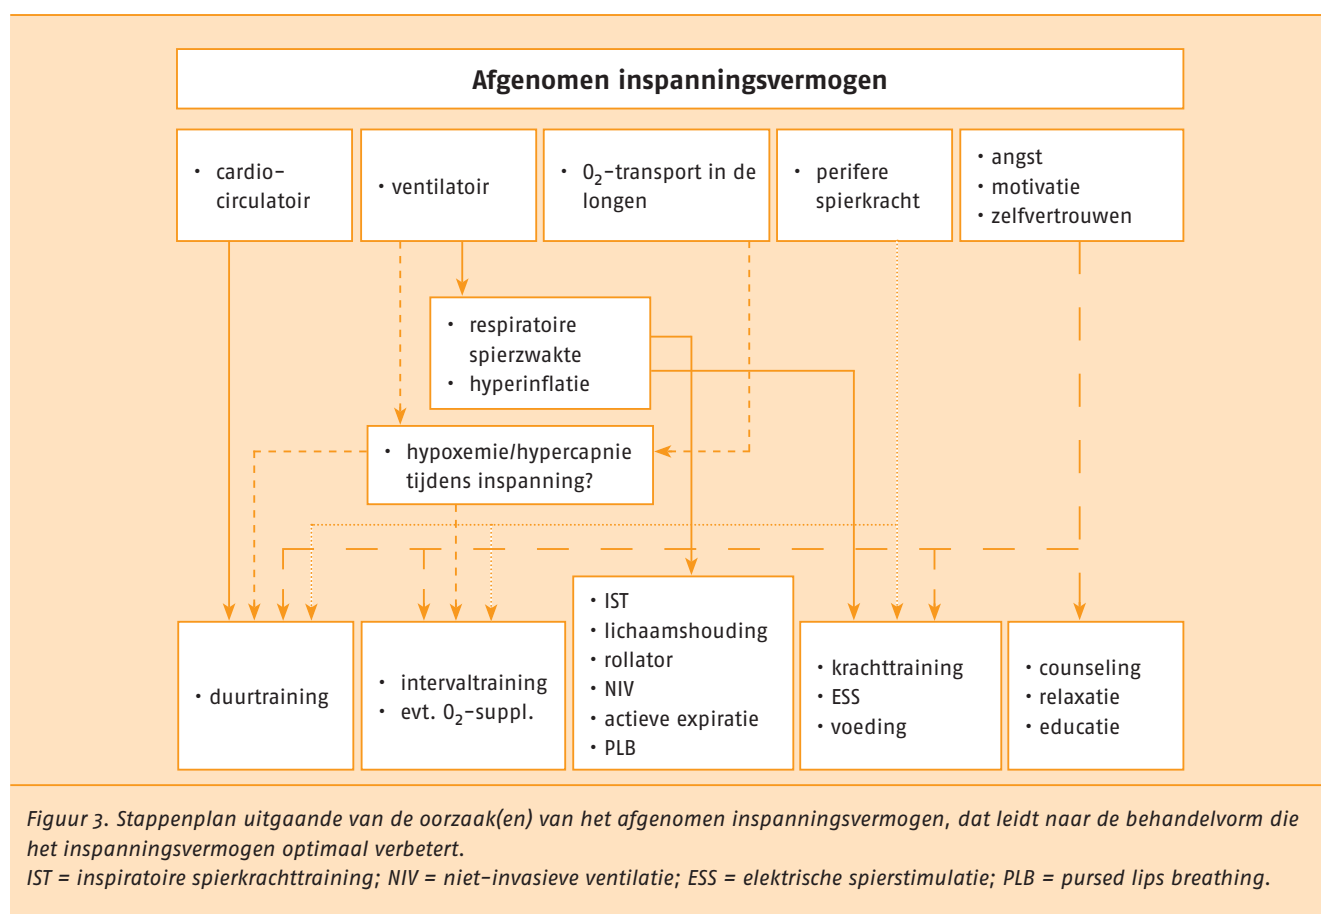 Afgenomen inspanningsvermogen
• cardio-
circulatoir
• ventilatoir
• O₂-transport in de
longen
• perifere
spierkracht
• angst
• motivatie
• zelfvertrouwen
• respiratoire
spierzwakte
• hyperinflatie
• hypoxemie/hypercapnie
tijdens inspanning?
• duurtraining
• intervaltraining
• evt. O₂-suppl.
• IST
• lichaamshouding
• rollator
• NIV
• actieve expiratie
• PLB
• krachttraining
• ESS
• voeding
• counseling
• relaxatie
• educatie
Figuur 3. Stappenplan uitgaande van de oorzaak(en) van het afgenomen inspanningsvermogen, dat leidt naar de behandelvorm die
het inspanningsvermogen optimaal verbetert.
IST = inspiratoire spierkrachttraining; NIV = niet-invasieve ventilatie; ESS = elektrische spierstimulatie; PLB = pursed lips breathing.